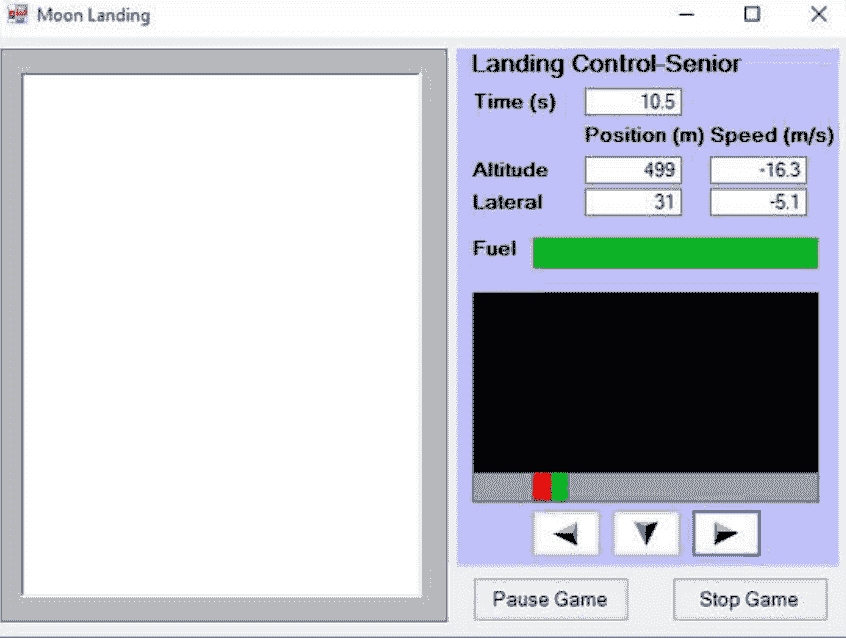 Moon Landing
Landing Control-Senior
Time (s) 10.5
Position (m) Speed (m/s)
Altitude 499 -16.3
Lateral 31 -5.1
Fuel
Pause Game Stop Game